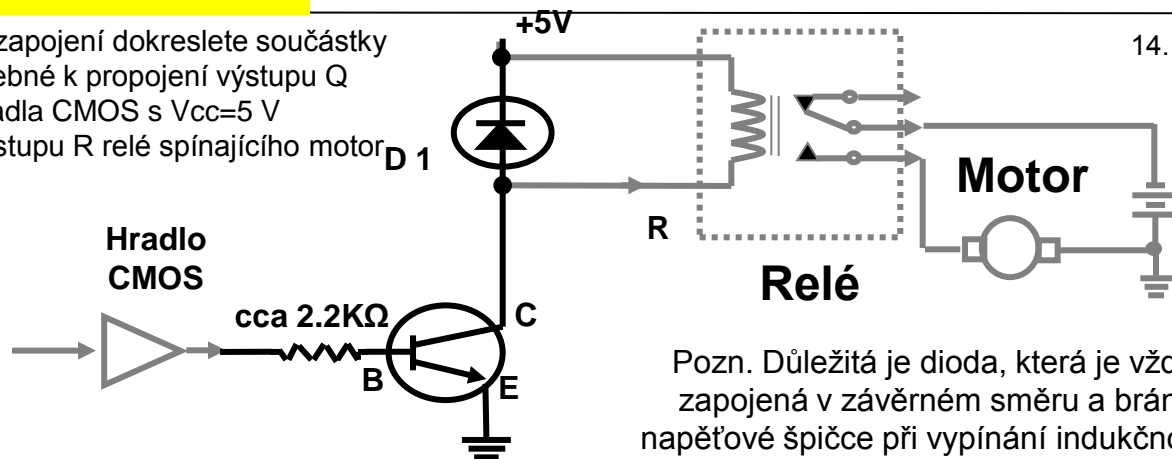 +5V
zapojení dokreslete součástky
14.
ebné k propojení výstupu Q
adla CMOS s Vcc=5 V
stupu R relé spínajícího motor
D 1
Motor
R
Hradlo
CMOS
Relé
cca 2.2KΩ
C
B
E
Pozn. Důležitá je dioda, která je vžd
zapojená v závěrném směru a brán
napěťové špičce při vypínání indukčno